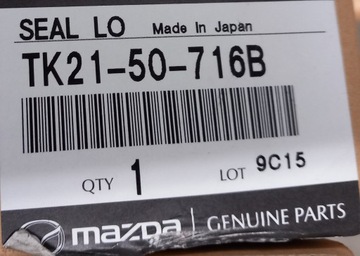 SEAL LO Made In Japan
TK21-50-716B
QTY 1 LOT 9C15
mazda GENUINE PARTS